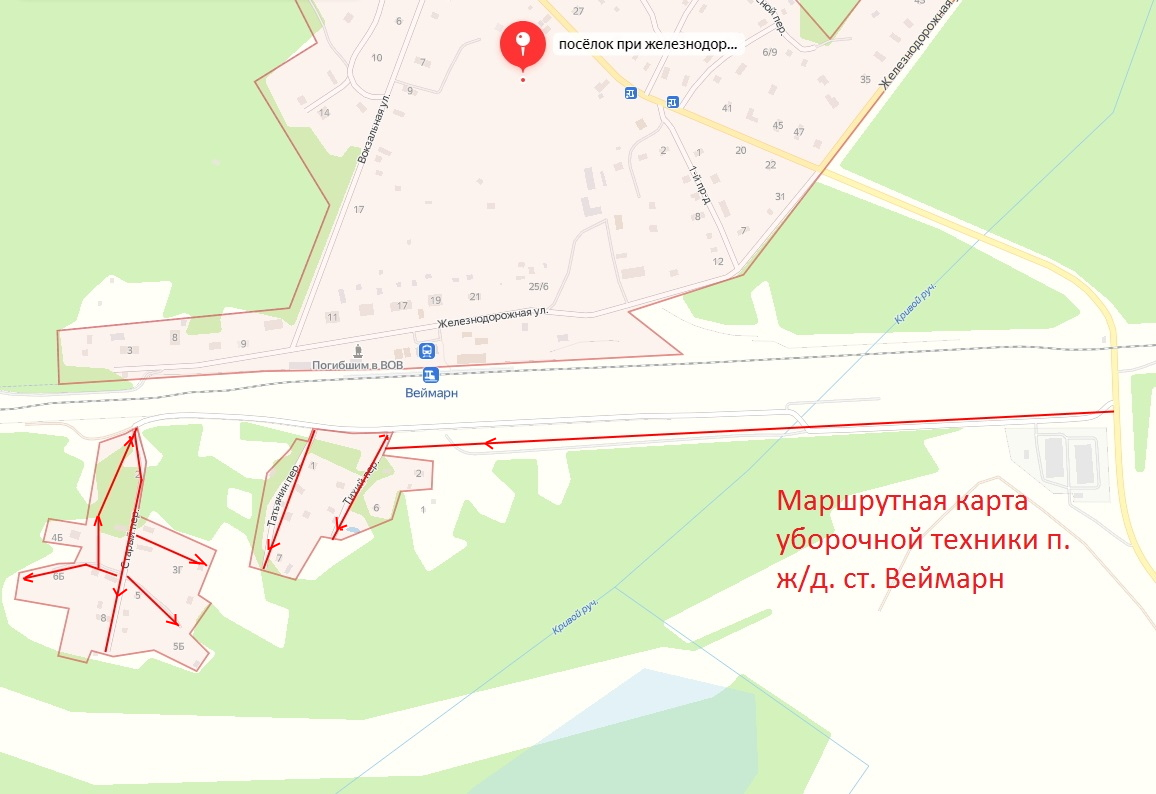 27
сной пер.
6
Железнодорожная
посёлок при железнодор...
6/9
10
7
35
9
14
41
45
47
Вокзальная ул.
2
1
20
22
1-й пр-д
31
17
8
7
12
25/6
Кривой руч.
21
19
17
11
Железнодорожная ул.
8
3
9
Погибшим в ВОВ
Веймарн
1
2
2
Татьянин пер.
Тихий пер.
6
1
Маршрутная карта
уборочной техники п.
ж/д. ст. Веймарн
4Б
Старый пер.
7
3Г
6Б
5
8
5Б
Кривой руч.